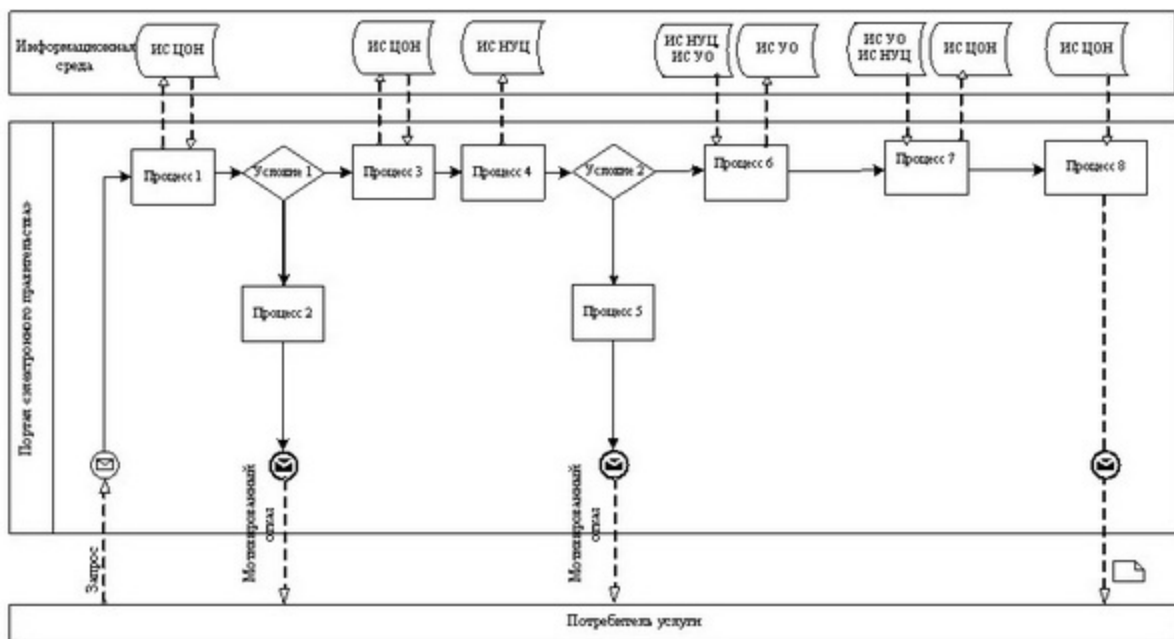 Информационная
среда
ИС ЦОН
ИС ЦОН
ИС НУЦ
ИС НУЦ
ИС УО
ИС УО
ИС УО
ИС НУЦ
ИС ЦОН
ИС ЦОН
Портал «электронного правительства»
Процесс 1
Условие 1
Процесс 3
Процесс 4
Условие 2
Процесс 6
Процесс 7
Процесс 8
Процесс 2
Процесс 5
Запрос
Мотивированный
отказ
Мотивированный
отказ
Потребитель услуги